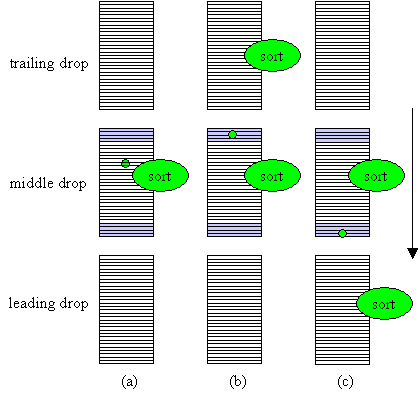 trailing drop
sort
middle drop
sort
sort
sort
leading drop
sort
(a)
(b)
(c)